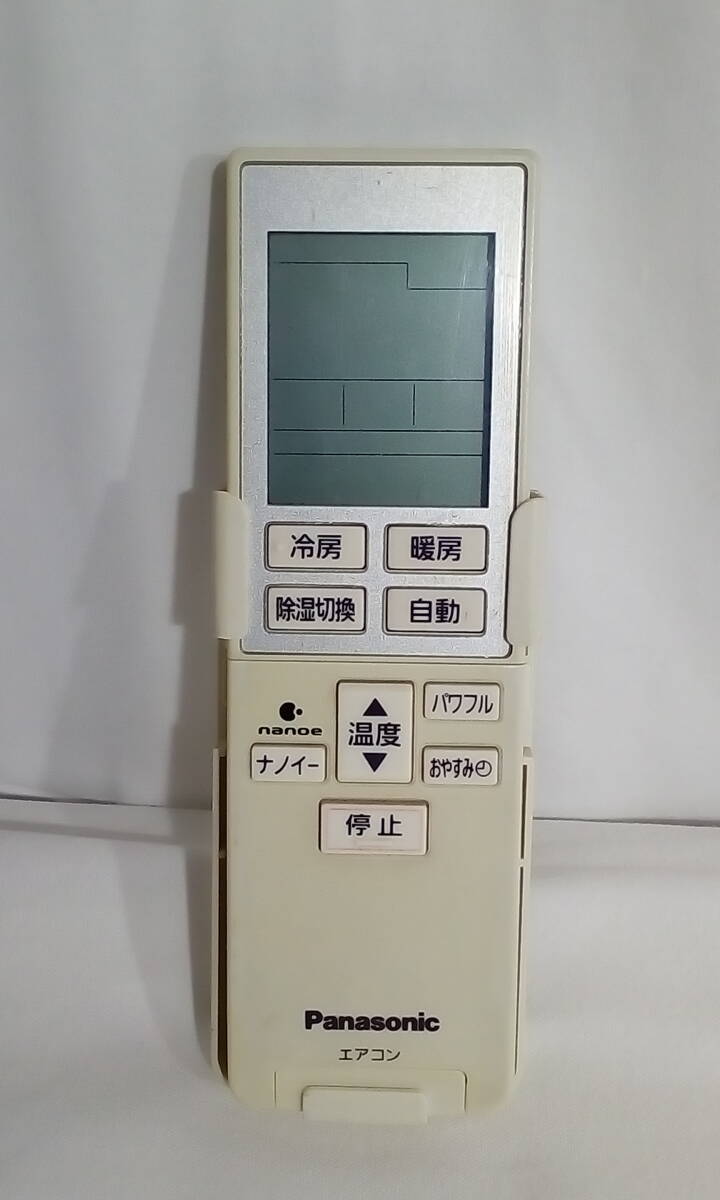 冷房 暖房
除湿切換 自動
nanoe
ナノイー
▲
温度
▼
パワフル
おやすみ
停止
Panasonic
エアコン